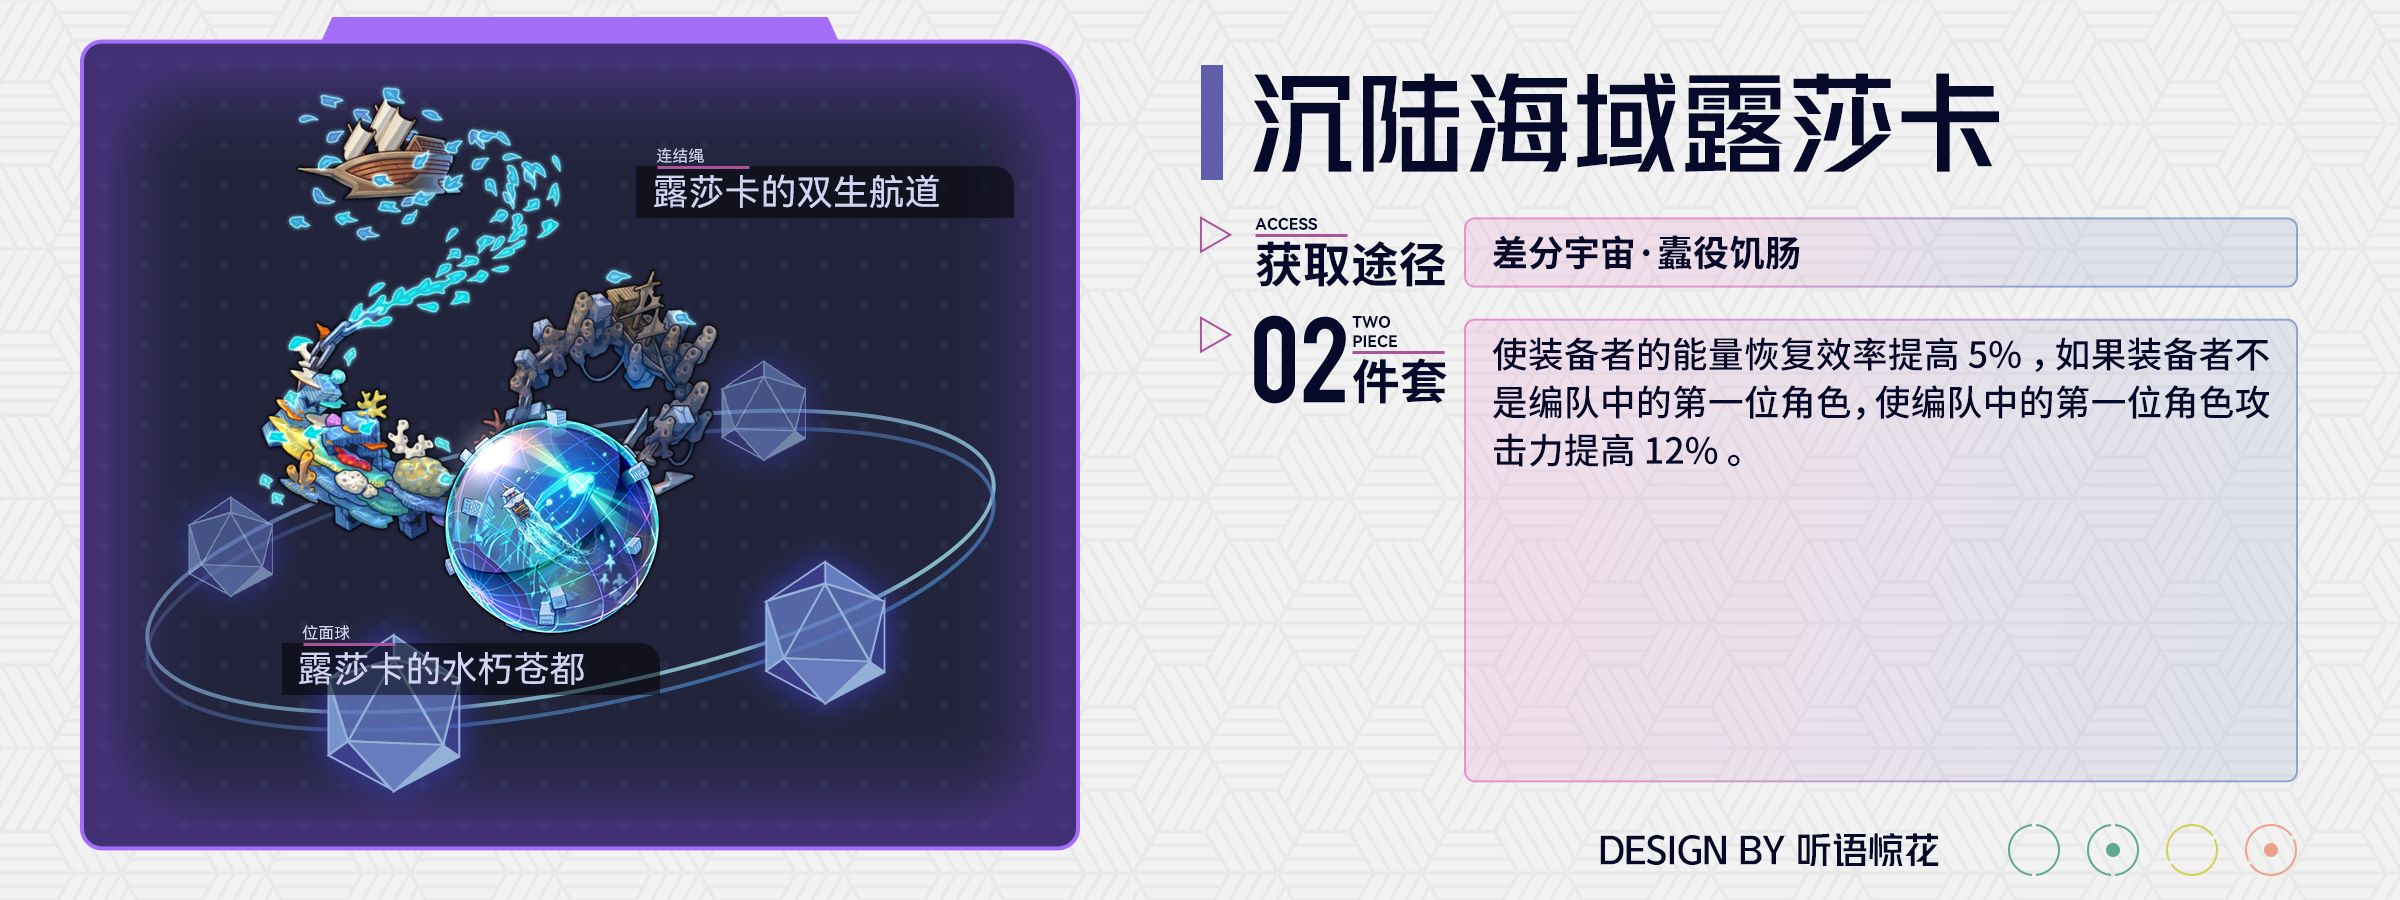 连结绳
露莎卡的双生航道
位面球
露莎卡的水朽苍都
沉陆海域露莎卡
ACCESS
获取途径
差分宇宙·蠹役饥肠
02
TWO
PIECE
件套
使装备者的能量恢复效率提高 5%，如果装备者不
是编队中的第一位角色，使编队中的第一位角色攻
击力提高 12%。
DESIGN BY 听语惊花